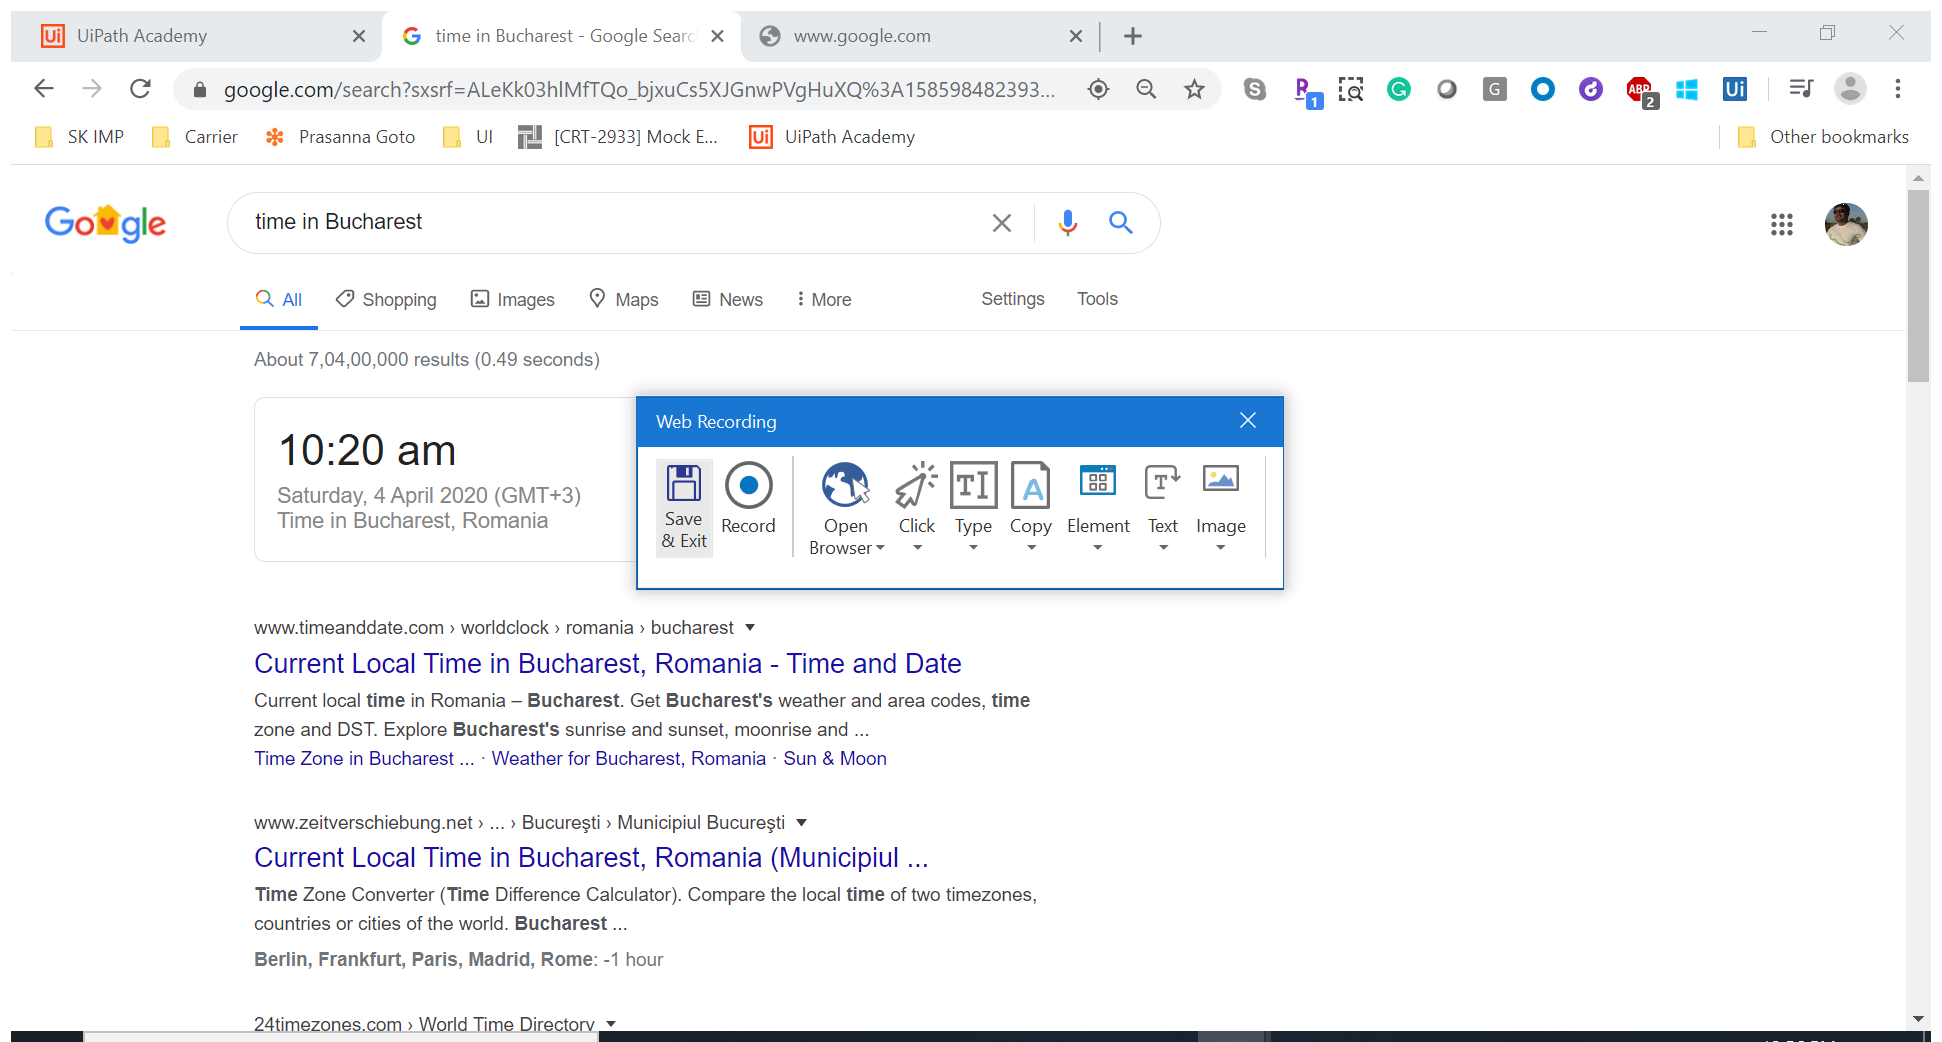 UiPath Academy
time in Bucharest - Google Searc
www.google.com
google.com/search?sxsrf=ALeKk03hlMfTQo_bjxuCs5XJGnwPVgHuXQ%3A158598482393...
1
G
ABP
2
Ui
SK IMP
Carrier
Prasanna Goto
UI
[CRT-2933] Mock E...
UiPath Academy
Other bookmarks
Google
time in Bucharest
All
Shopping
Images
Maps
News
More
Settings
Tools
About 7,04,00,000 results (0.49 seconds)
10:20 am
Saturday, 4 April 2020 (GMT+3)
Time in Bucharest, Romania
Web Recording
Save
& Exit
Record
Open
Browser
Click
Type
Copy
Element
Text
Image
www.timeanddate.com › worldclock › romania › bucharest
Current Local Time in Bucharest, Romania - Time and Date
Current local time in Romania – Bucharest. Get Bucharest's weather and area codes, time
zone and DST. Explore Bucharest's sunrise and sunset, moonrise and ...
Time Zone in Bucharest ... · Weather for Bucharest, Romania · Sun & Moon
www.zeitverschiebung.net › ... › Bucureşti › Municipiul Bucureşti
Current Local Time in Bucharest, Romania (Municipiul ...
Time Zone Converter (Time Difference Calculator). Compare the local time of two timezones,
countries or cities of the world. Bucharest ...
Berlin, Frankfurt, Paris, Madrid, Rome: -1 hour
24timezones.com › World Time Directory